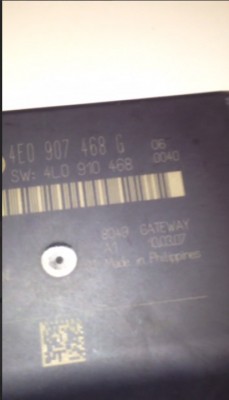 4E0 907 468 G 06
SW: 4L0 910 468 0040
GATEWAY
Made in Philippines